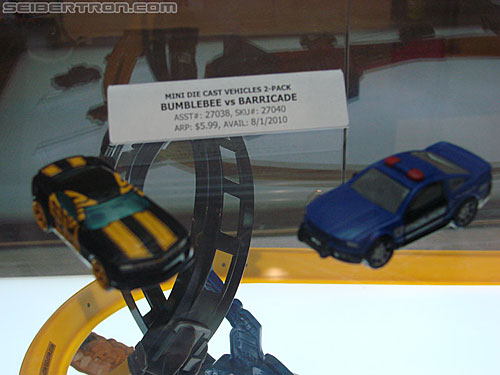 SEIBERTRON.COM
MINI DIE CAST VEHICLES 2-PACK
BUMBLEBEE vs BARRICADE
ASST#: 27038, SKU#: 27040
ARP: $5.99, AVAIL: 8/1/2010